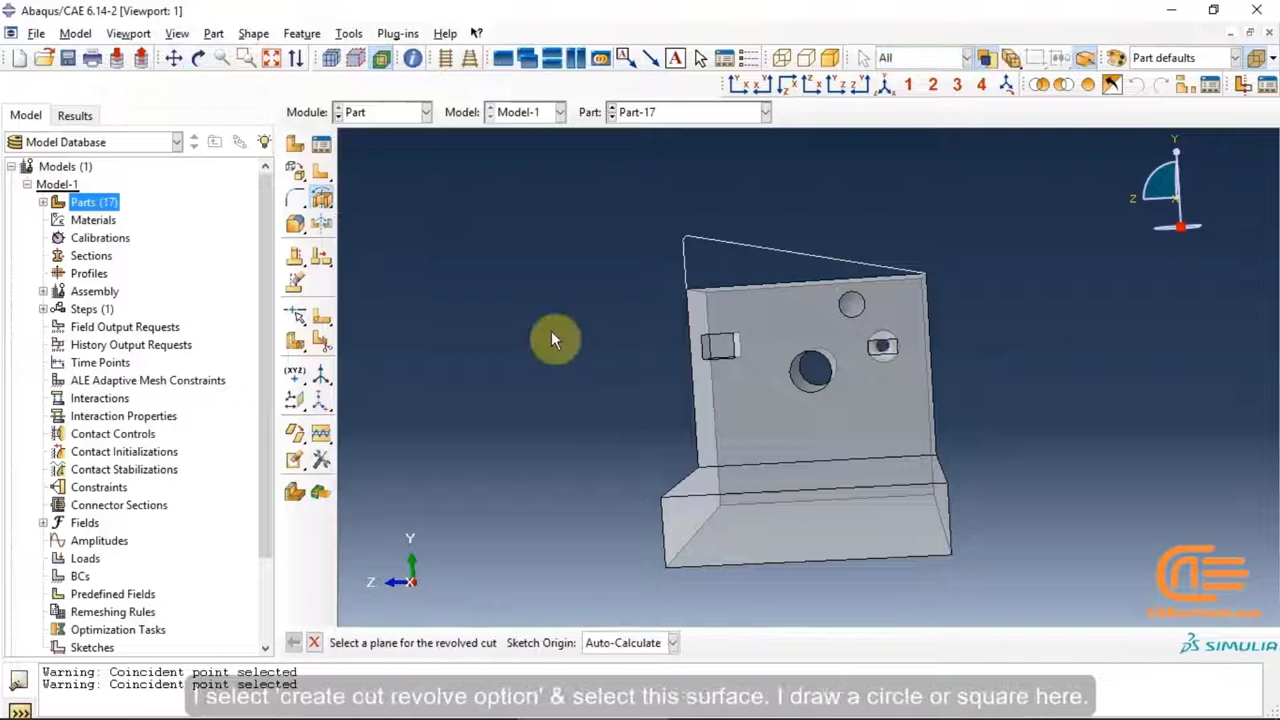 Abaqus/CAE 6.14-2 [Viewport: 1]
File Model Viewport View Part Shape Feature Tools Plug-ins Help
All Part defaults
1 2 3 4
Model Results Module: Part Model: Model-1 Part: Part-17
Model Database
Models (1)
Model-1
Parts (17)
Materials
Calibrations
Sections
Profiles
Assembly
Steps (1)
Field Output Requests
History Output Requests
Time Points
ALE Adaptive Mesh Constraints
Interactions
Interaction Properties
Contact Controls
Contact Initializations
Contact Stabilizations
Constraints
Connector Sections
Fields
Amplitudes
Loads
BCs
Predefined Fields
Remeshing Rules
Optimization Tasks
Sketches
(XYZ)
Y
Z
X
Y
Z
Select a plane for the revolved cut Sketch Origin: Auto-Calculate
SIMULIA
Warning: Coincident point selected
Warning: Coincident point selected
I select 'create cut revolve option' & select this surface. I draw a circle or square here.